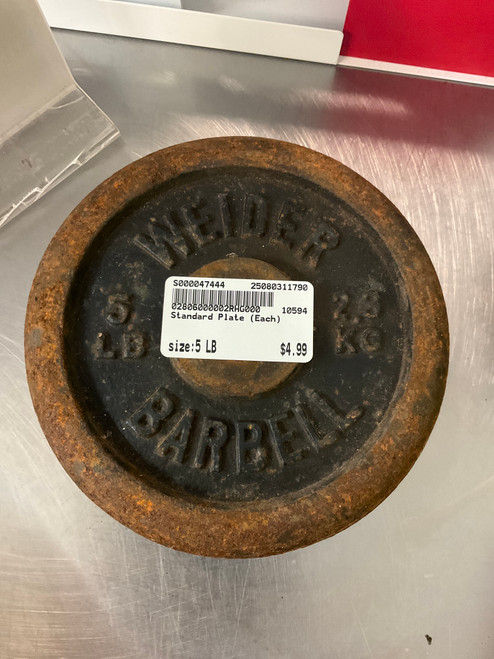 WEIDER
5 LB
2.3 KG
BARBELL
S000047444 25080311790
02806000002RHG000 10594
Standard Plate (Each)
size:5 LB $4.99